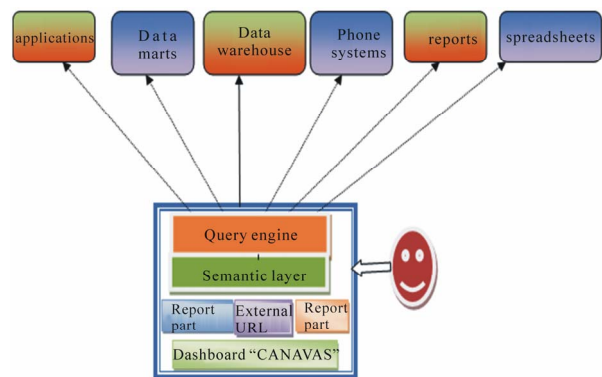 applications
Data
marts
Data
warehouse
Phone
systems
reports
spreadsheets
Query engine
Semantic layer
Report
part
External
URL
Report
part
Dashboard “CANAVAS”